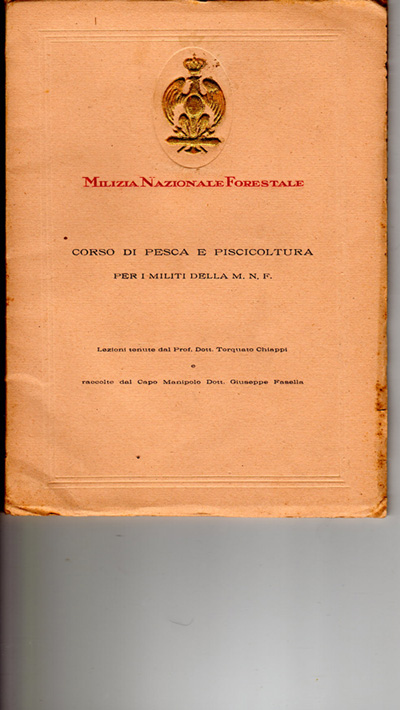 MILIZIA NAZIONALE FORESTALE
CORSO DI PESCA E PISCICOLTURA
PER I MILITI DELLA M. N. F.
Lezioni tenute dal Prof. Dott. Torquato Chiappi
e
raccolte dal Capo Manipolo Dott. Giuseppe Fasella